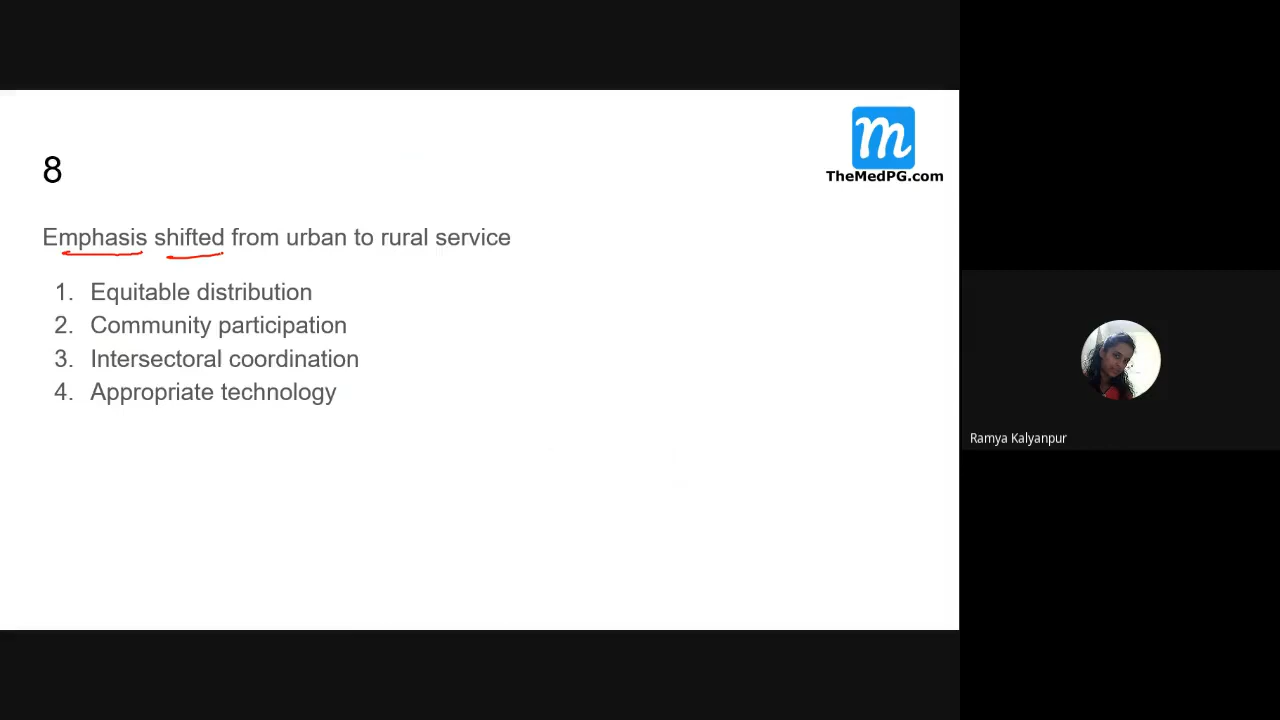 m
TheMedPG.com
8
Emphasis shifted from urban to rural service
1. Equitable distribution
2. Community participation
3. Intersectoral coordination
4. Appropriate technology
Ramya Kalyanpur